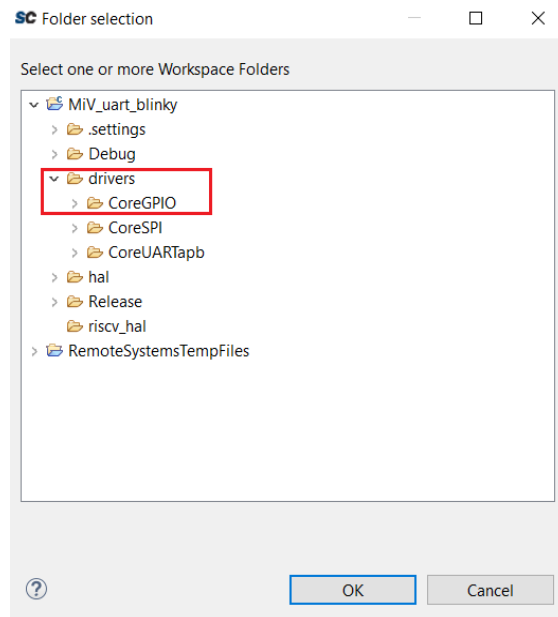 SC Folder selection
Select one or more Workspace Folders
MiV_uart_blinky
.settings
Debug
drivers
CoreGPIO
CoreSPI
CoreUARTapb
hal
Release
riscv_hal
RemoteSystemsTempFiles
?
OK Cancel